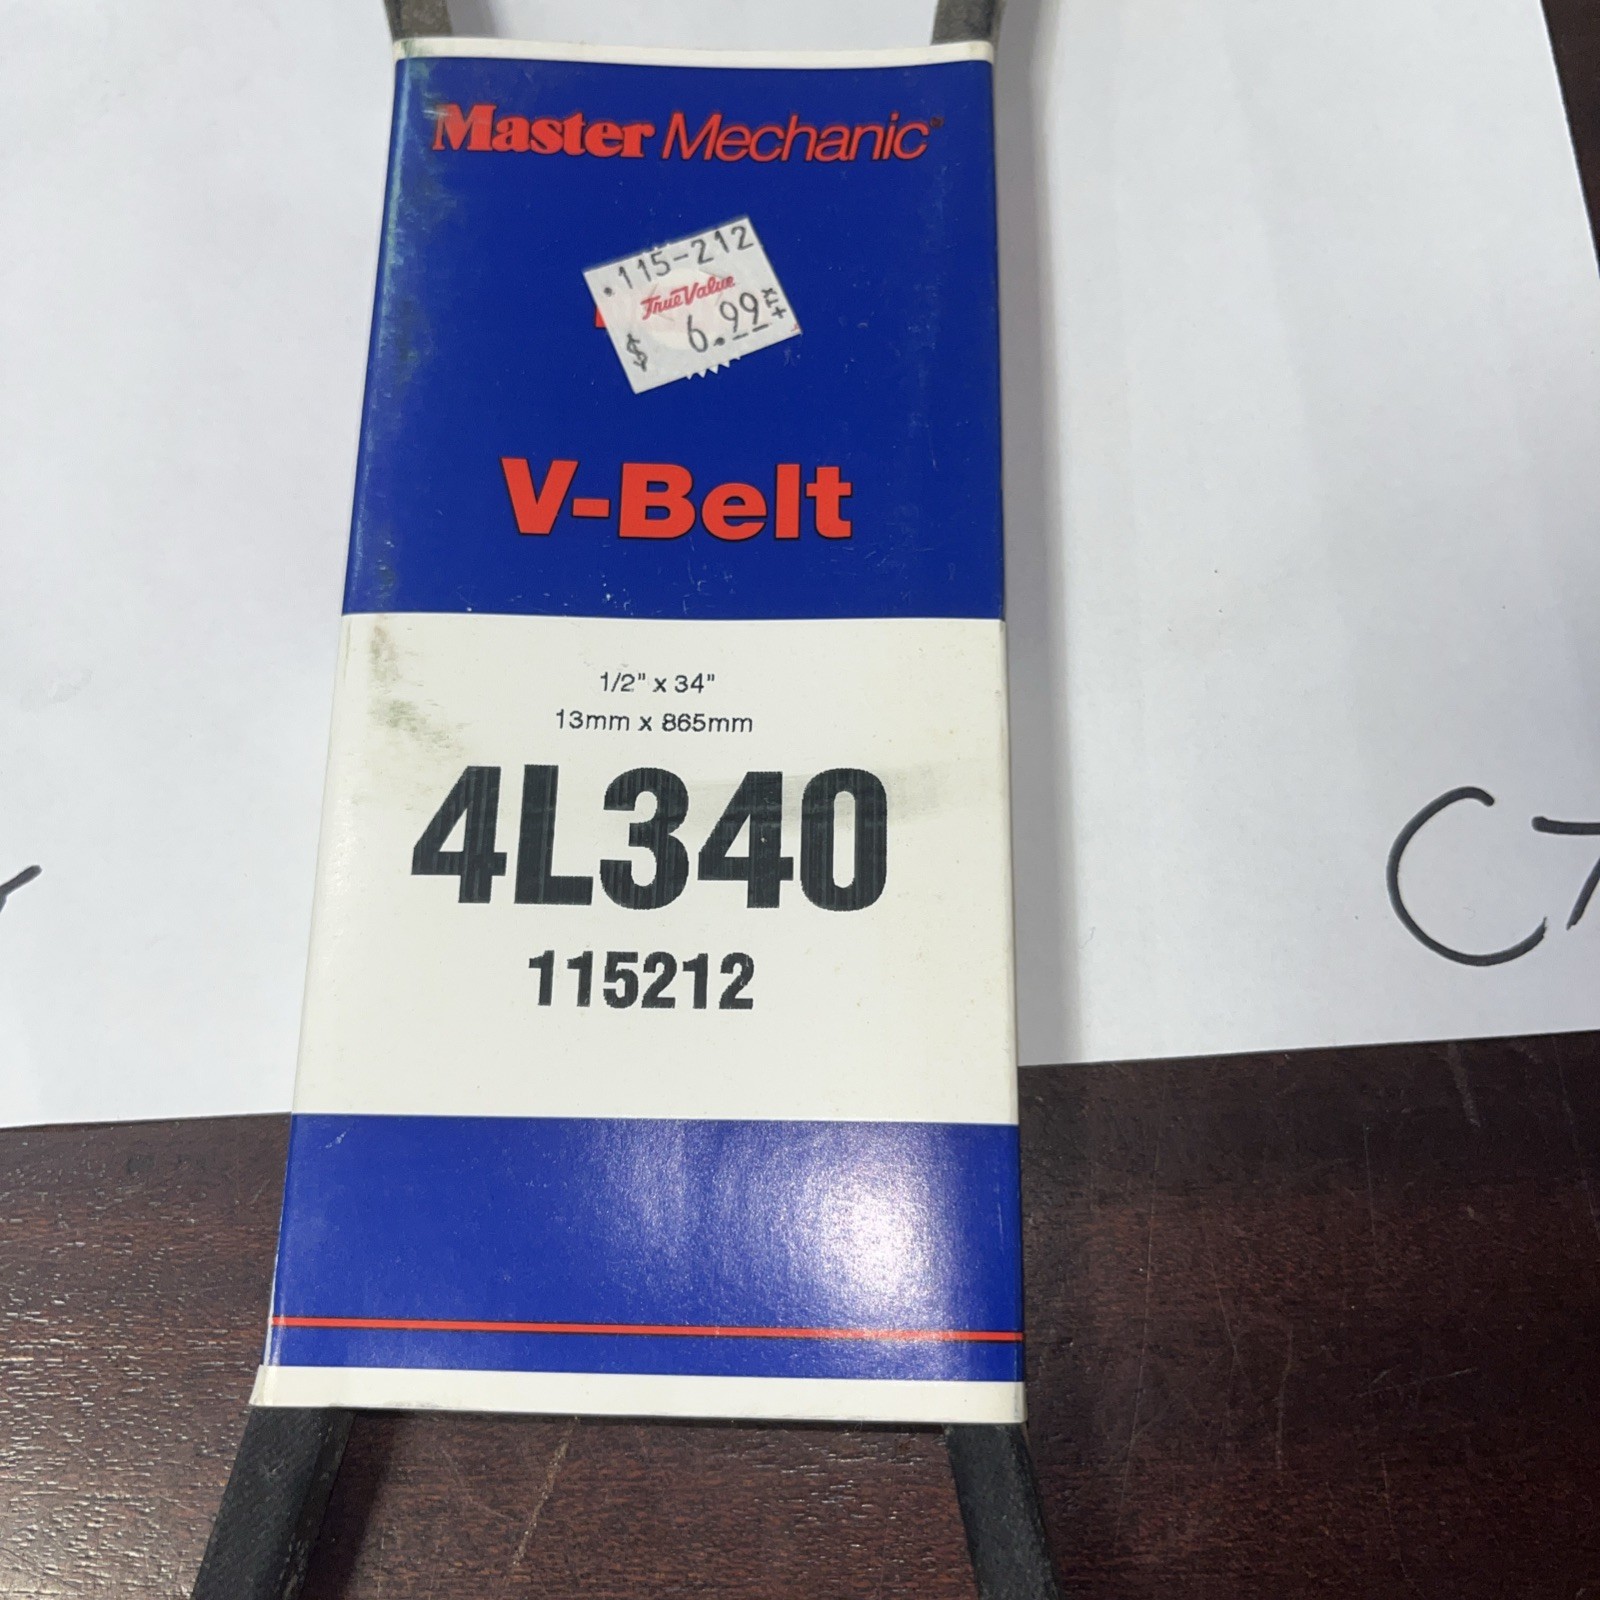 Master Mechanic®
115-212
True Value
$ 6.99
V-Belt
1/2" x 34"
13mm x 865mm
4L340
115212